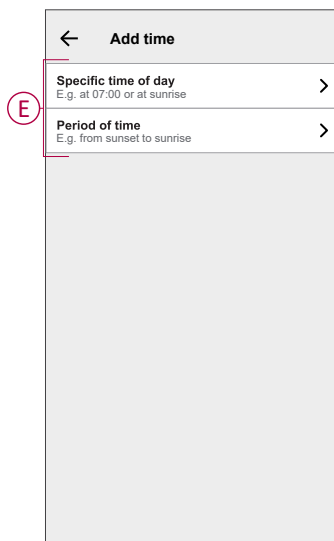 Add time
Specific time of day
E.g. at 07:00 or at sunrise
E
Period of time
E.g. from sunset to sunrise